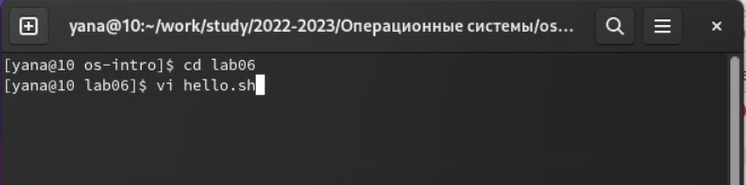 yana@10:~/work/study/2022-2023/Операционные системы/os...
[yana@10 os-intro]$ cd lab06
[yana@10 lab06]$ vi hello.sh